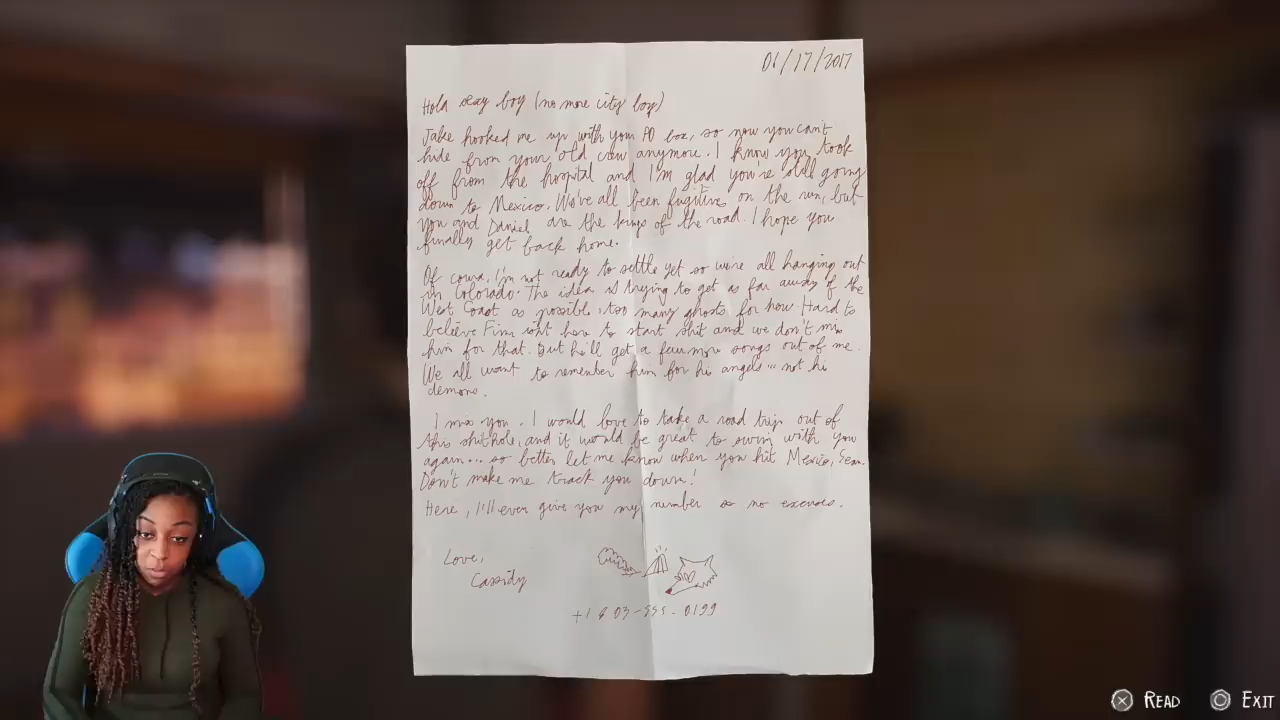 06/17/2017
Hola sexy boy (no more city boy)
Jake hooked me up with your PO box, so now you can't
hide from your old crew anymore. I know you took
off from the hospital and I'm glad you're still going
down to Mexico. We've all been fugitives on the run, but
you and Daniel are the kings of the road. I hope you
finally get back home.
Of course, I'm not ready to settle yet so we're all hanging out
in Colorado. The idea is trying to get as far away of the
West Coast as possible, too many ghosts for now. Hard to
believe Finn isn't here to start shit and we don't miss
him for that. But he'll get a few more songs out of me.
We all want to remember him for his angels... not his
demons.
I miss you. I would love to take a road trip out of
this shithole, and it would be great to swim with you
again... so better let me know when you hit Mexico, Sean.
Don't make me track you down!
Here, I'll even give you my number so no excuses.
Love,
Cassidy
+1 603-555-0199
READ
EXIT